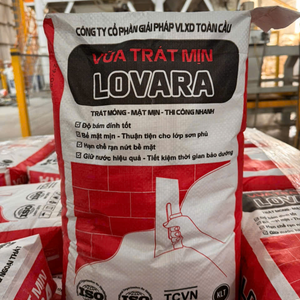 CÔNG TY CỔ PHẦN GIẢI PHÁP VLXD TOÀN CẦU
VỮA TRÁT MỊN
LOVARA
TRÁT MỎNG - MẶT MỊN - THI CÔNG NHANH
Độ bám dính tốt
Bề mặt mịn - Thuận tiện cho lớp sơn phủ
Hạn chế rạn nứt bề mặt
Giữ nước hiệu quả - Tiết kiệm thời gian bảo dưỡng
ISO
ISO
TCVN